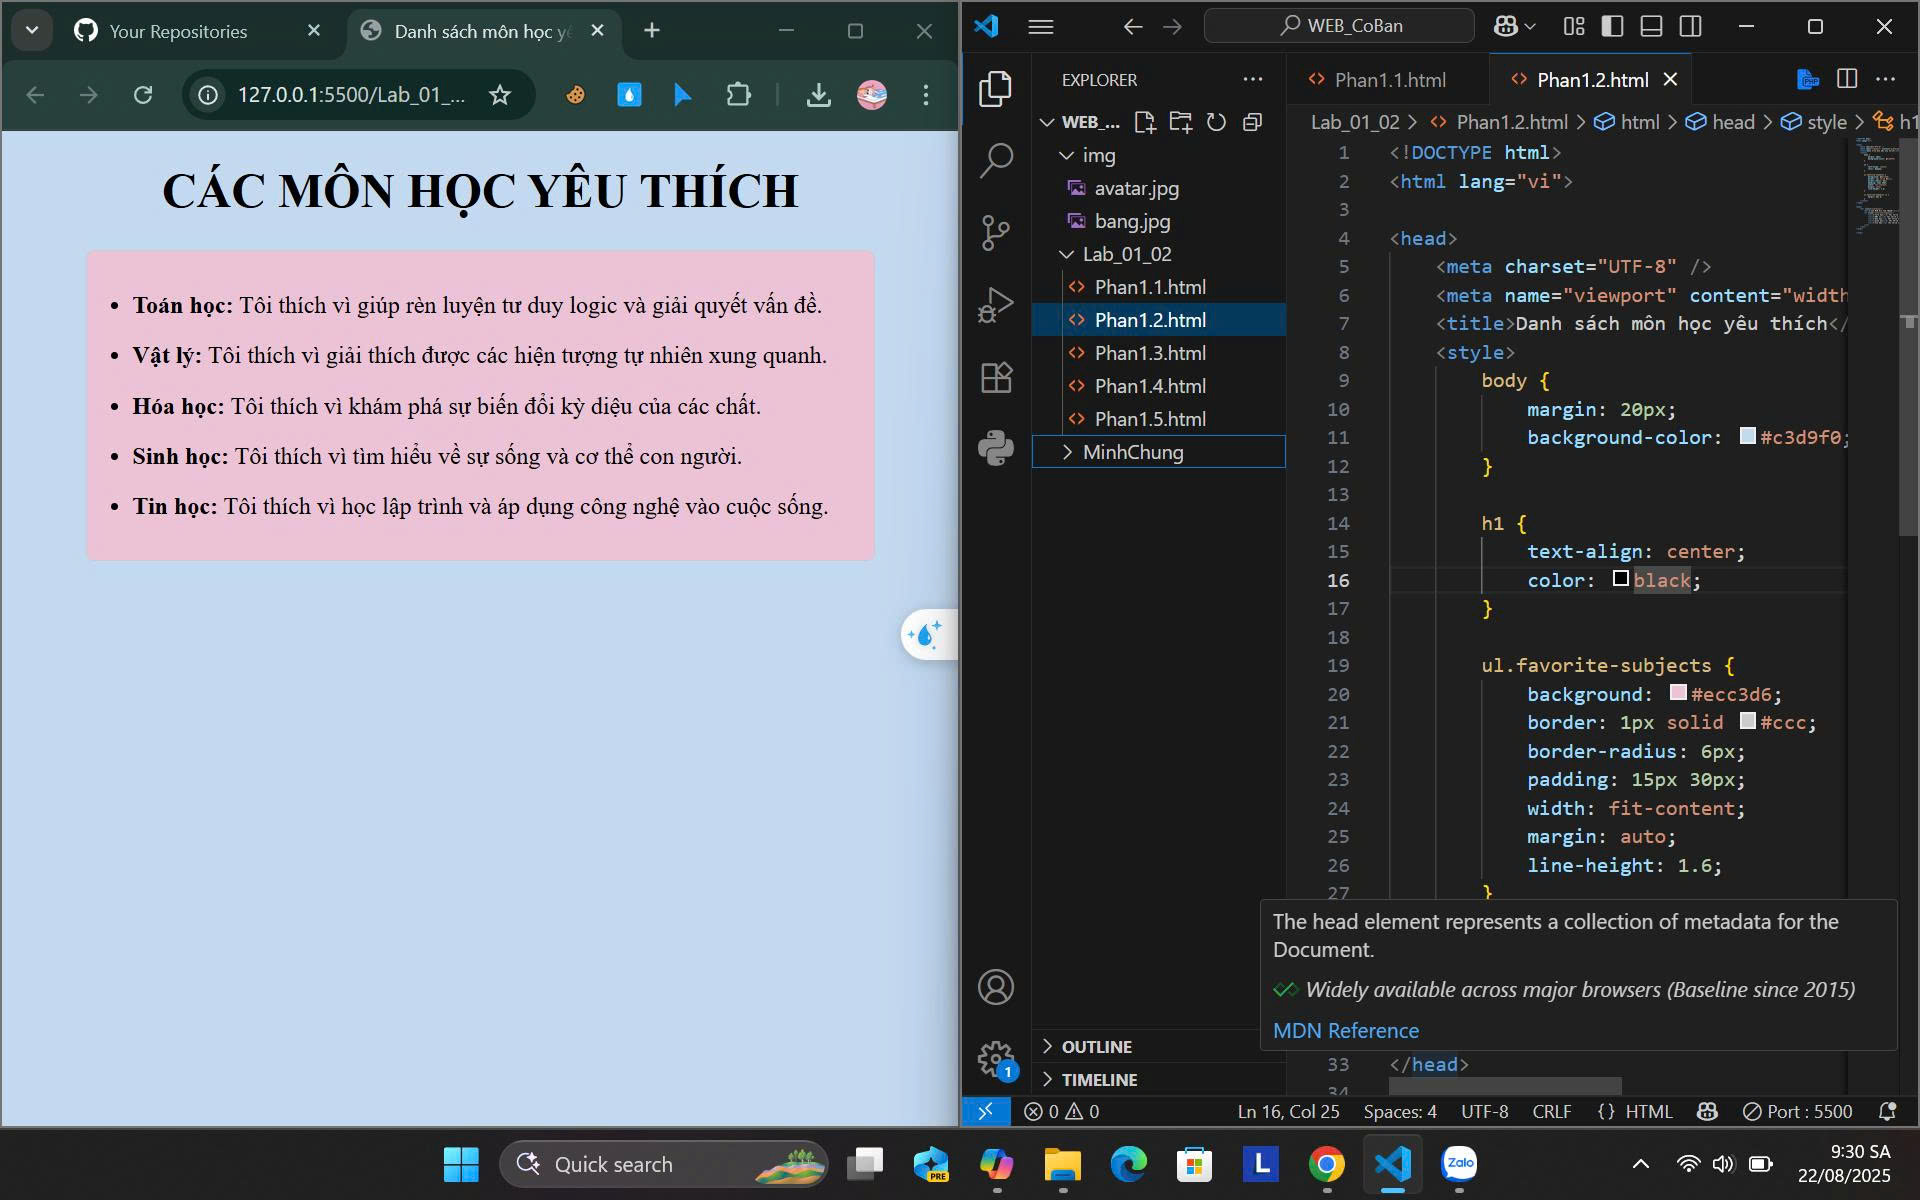 Your Repositories
Danh sách môn học yê
127.0.0.1:5500/Lab_01_...
CÁC MÔN HỌC YÊU THÍCH
Toán học: Tôi thích vì giúp rèn luyện tư duy logic và giải quyết vấn đề.
Vật lý: Tôi thích vì giải thích được các hiện tượng tự nhiên xung quanh.
Hóa học: Tôi thích vì khám phá sự biến đổi kỳ diệu của các chất.
Sinh học: Tôi thích vì tìm hiểu về sự sống và cơ thể con người.
Tin học: Tôi thích vì học lập trình và áp dụng công nghệ vào cuộc sống.
WEB_CoBan
EXPLORER
WEB_...
img
avatar.jpg
bang.jpg
Lab_01_02
Phan1.1.html
Phan1.2.html
Phan1.3.html
Phan1.4.html
Phan1.5.html
MinhChung
OUTLINE
TIMELINE
1
Phan1.1.html
Phan1.2.html
Lab_01_02 > Phan1.2.html > html > head > style > h1
1 <!DOCTYPE html>
2 <html lang="vi">
3
4 <head>
5 <meta charset="UTF-8" />
6 <meta name="viewport" content="width
7 <title>Danh sách môn học yêu thích</
8 <style>
9 body {
10 margin: 20px;
11 background-color: #c3d9f0;
12 }
13
14 h1 {
15 text-align: center;
16 color: black;
17 }
18
19 ul.favorite-subjects {
20 background: #ecc3d6;
21 border: 1px solid #ccc;
22 border-radius: 6px;
23 padding: 15px 30px;
24 width: fit-content;
25 margin: auto;
26 line-height: 1.6;
27 }
The head element represents a collection of metadata for the
Document.
Widely available across major browsers (Baseline since 2015)
MDN Reference
33 </head>
34
0 0
Ln 16, Col 25 Spaces: 4 UTF-8 CRLF {} HTML Port : 5500
Quick search
PRE
L
Zalo
9:30 SA
22/08/2025